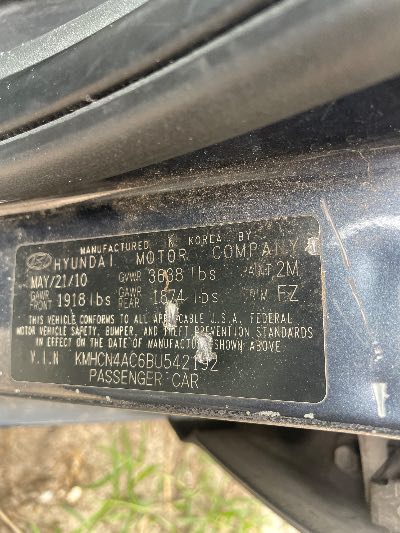 MANUFACTURED IN KOREA BY
HYUNDAI MOTOR COMPANY
MAY/21/10 GVWR 3638 lbs PAINT 2M
GAWR FRONT 1918 lbs GAWR REAR 1874 lbs TRIM FZ
THIS VEHICLE CONFORMS TO ALL APPLICABLE U.S.A. FEDERAL
MOTOR VEHICLE SAFETY, BUMPER, AND THEFT PREVENTION STANDARDS
IN EFFECT ON THE DATE OF MANUFACTURE SHOWN ABOVE.
V.I.N KMHCN4AC6BU542192
PASSENGER CAR